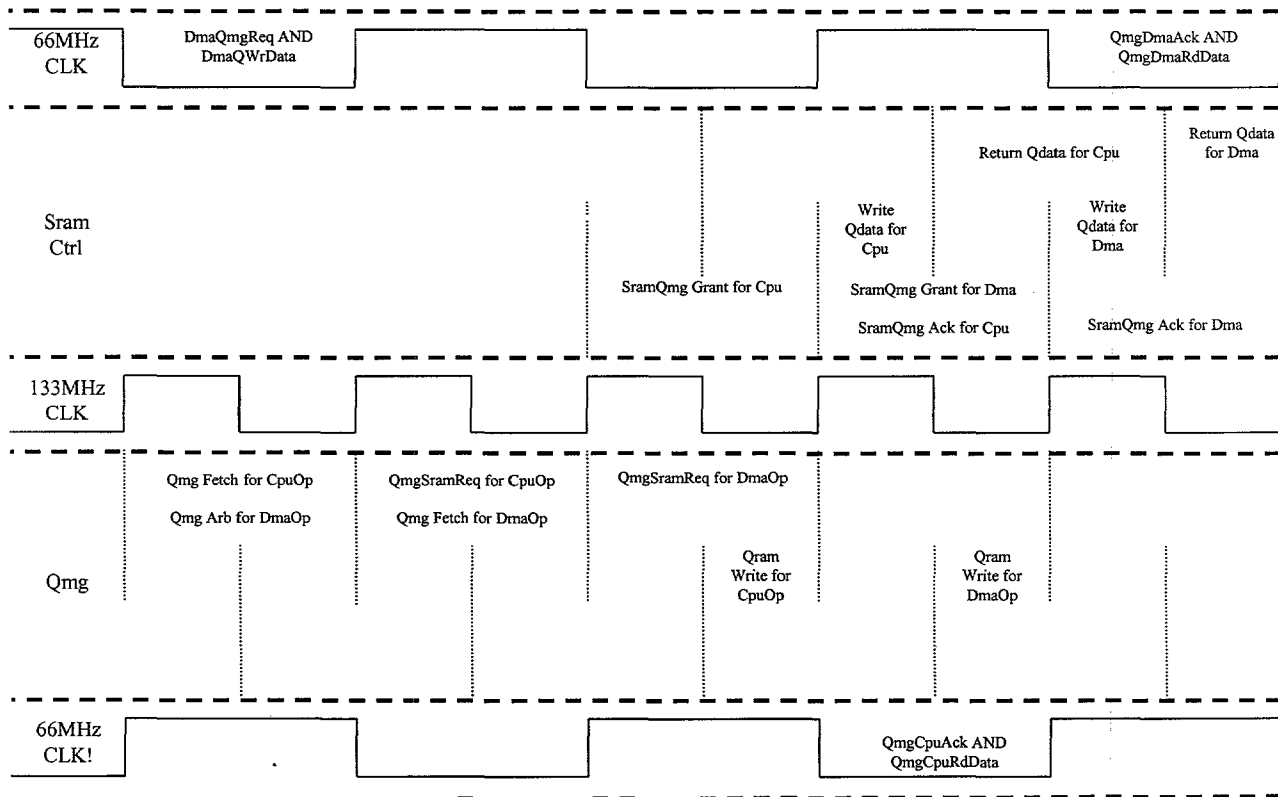 66MHz
CLK
DmaQmgReq AND
DmaQWrData
QmgDmaAck AND
QmgDmaRdData
Sram
Ctrl
Return Qdata for Cpu
Return Qdata
for Dma
Write
Qdata for
Cpu
Write
Qdata for
Dma
SramQmg Grant for Cpu
SramQmg Grant for Dma
SramQmg Ack for Cpu
SramQmg Ack for Dma
133MHz
CLK
Qmg
Qmg Fetch for CpuOp
Qmg Arb for DmaOp
QmgSramReq for CpuOp
Qmg Fetch for DmaOp
QmgSramReq for DmaOp
Qram
Write for
CpuOp
Qram
Write for
DmaOp
66MHz
CLK!
QmgCpuAck AND
QmgCpuRdData